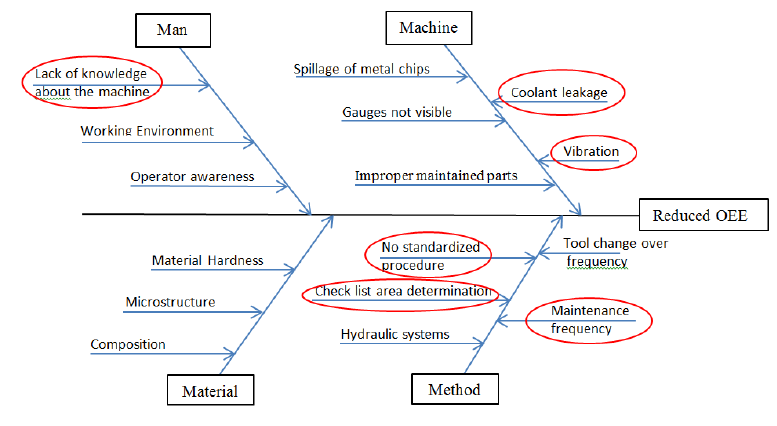 Man
Machine
Lack of knowledge
about the machine
Spillage of metal chips
Coolant leakage
Gauges not visible
Working Environment
Vibration
Operator awareness
Improper maintained parts
Reduced OEE
No standardized
procedure
Tool change over
frequency
Material Hardness
Check list area determination
Microstructure
Maintenance
frequency
Hydraulic systems
Composition
Material
Method